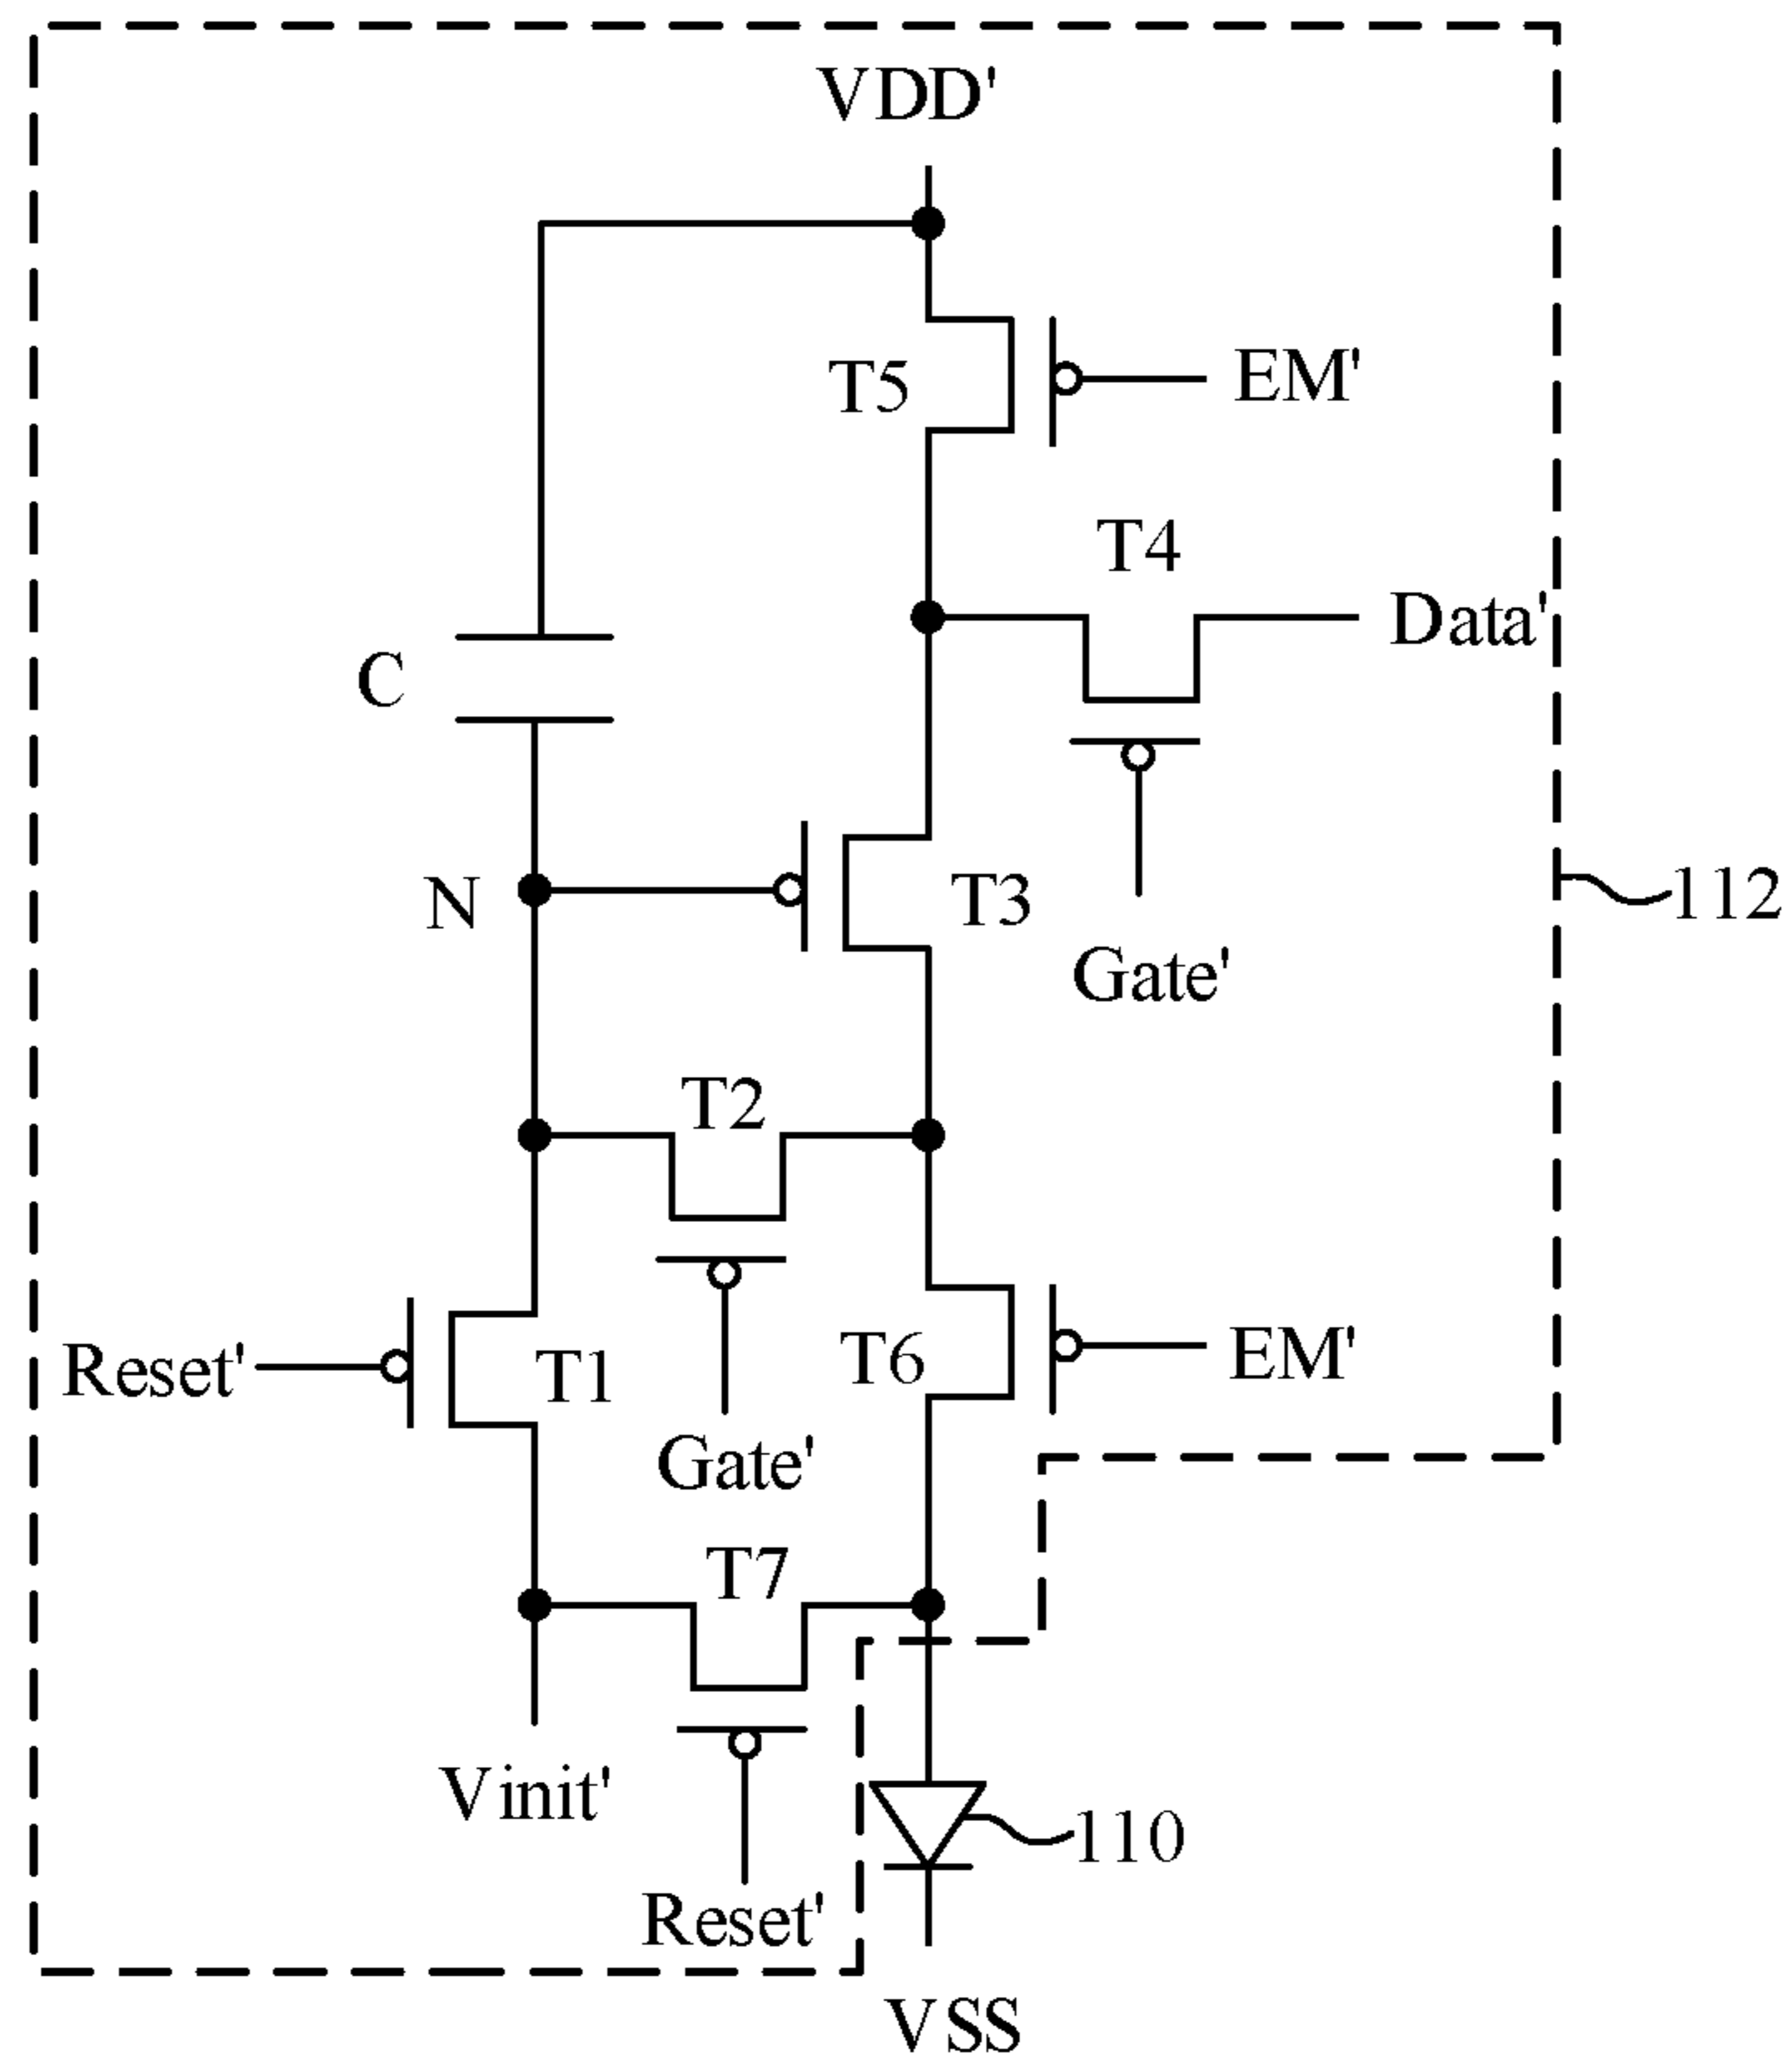 VDD'
T5
EM'
T4
Data'
C
N
T3
112
Gate'
T2
Reset'
T1
T6
EM'
Gate'
T7
Vinit'
110
Reset'
VSS